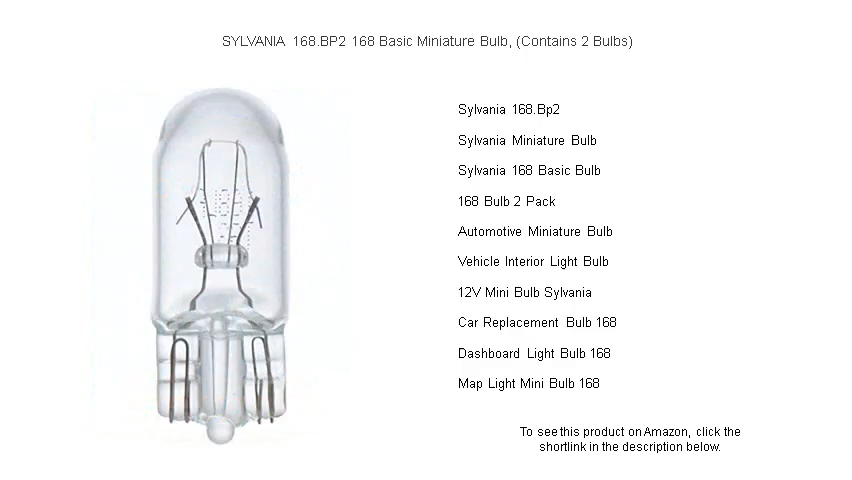 SYLVANIA 168.BP2 168 Basic Miniature Bulb, (Contains 2 Bulbs)
Sylvania 168.Bp2
Sylvania Miniature Bulb
Sylvania 168 Basic Bulb
168 Bulb 2 Pack
Automotive Miniature Bulb
Vehicle Interior Light Bulb
12V Mini Bulb Sylvania
Car Replacement Bulb 168
Dashboard Light Bulb 168
Map Light Mini Bulb 168
To see this product on Amazon, click the
shortlink in the description below.